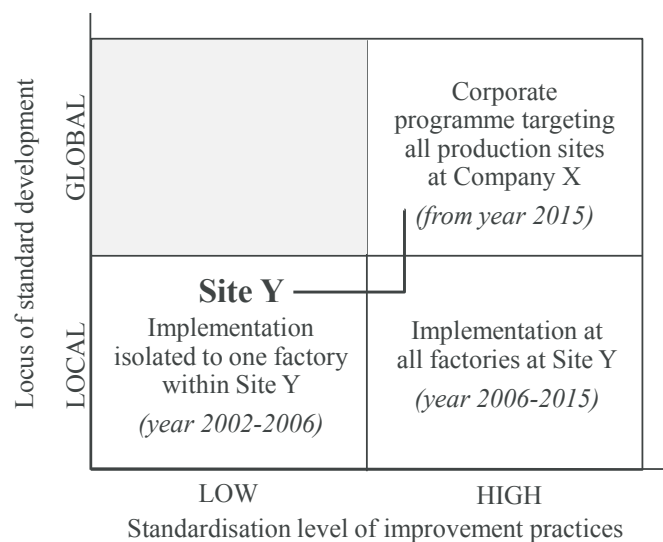 Locus of standard development
GLOBAL
LOCAL
Corporate
programme targeting
all production sites
at Company X
(from year 2015)
Site Y
Implementation
isolated to one factory
within Site Y
(year 2002-2006)
Implementation at
all factories at Site Y
(year 2006-2015)
LOW
HIGH
Standardisation level of improvement practices